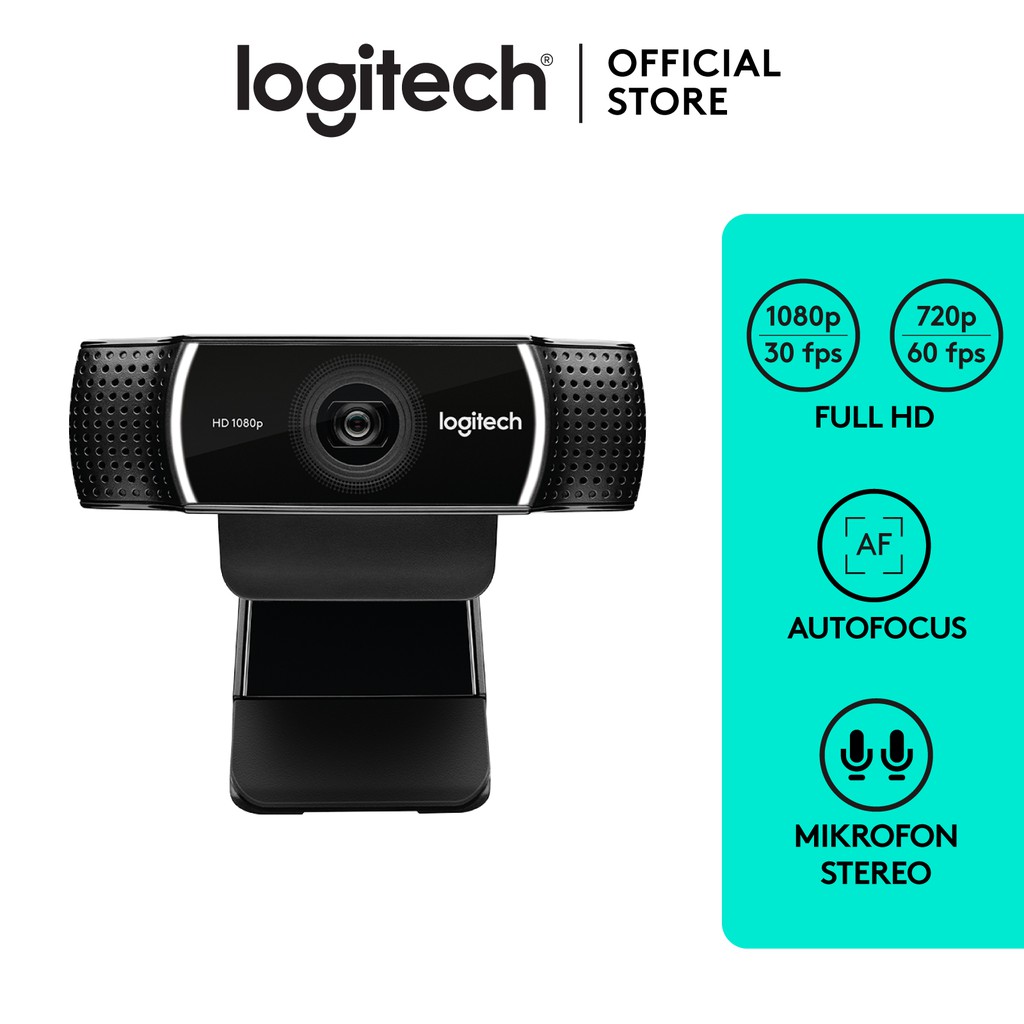 logitech®
OFFICIAL
STORE
HD 1080p
logitech
1080p
30 fps
720p
60 fps
FULL HD
AF
AUTOFOCUS
MIKROFON
STEREO